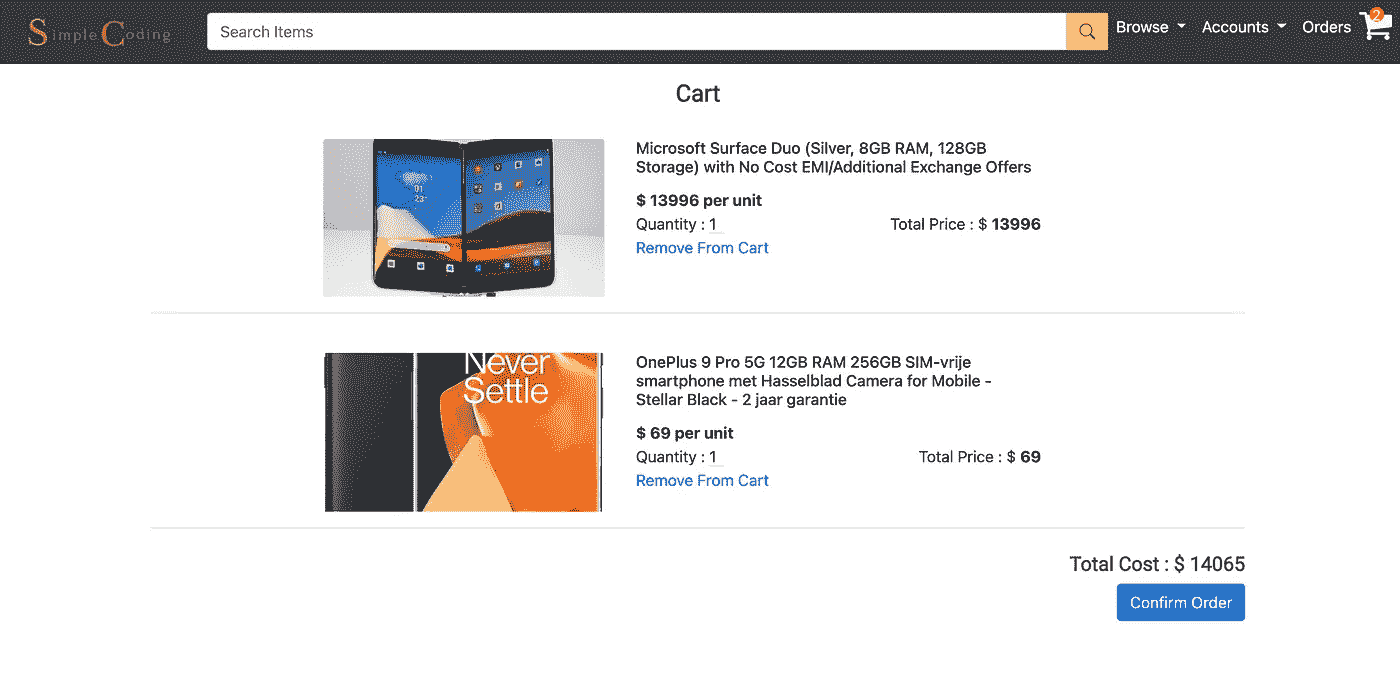 Simple Coding
Search Items
Browse
Accounts
Orders
2
Cart
Microsoft Surface Duo (Silver, 8GB RAM, 128GB
Storage) with No Cost EMI/Additional Exchange Offers
$ 13996 per unit
Quantity : 1
Total Price : $ 13996
Remove From Cart
Never
Settle
OnePlus 9 Pro 5G 12GB RAM 256GB SIM-vrije
smartphone met Hasselblad Camera for Mobile -
Stellar Black - 2 jaar garantie
$ 69 per unit
Quantity : 1
Total Price : $ 69
Remove From Cart
Total Cost : $ 14065
Confirm Order